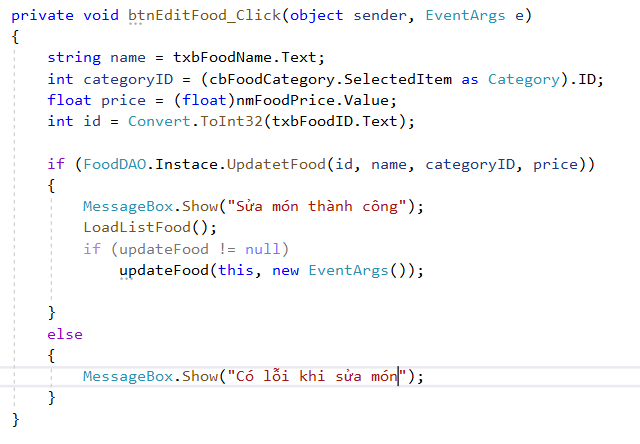 private void btnEditFood_Click(object sender, EventArgs e)
{
string name = txbFoodName.Text;
int categoryID = (cbFoodCategory.SelectedItem as Category).ID;
float price = (float)nmFoodPrice.Value;
int id = Convert.ToInt32(txbFoodID.Text);
if (FoodDAO.Instace.UpdatetFood(id, name, categoryID, price))
{
MessageBox.Show("Sửa món thành công");
LoadListFood();
if (updateFood != null)
updateFood(this, new EventArgs());
}
else
{
MessageBox.Show("Có lỗi khi sửa món");
}
}